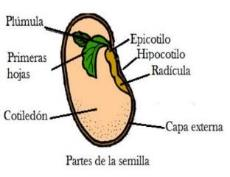 Plúmula
Epicotilo
Hipocotilo
Primeras
hojas
Radícula
Cotiledón
Capa externa
Partes de la semilla